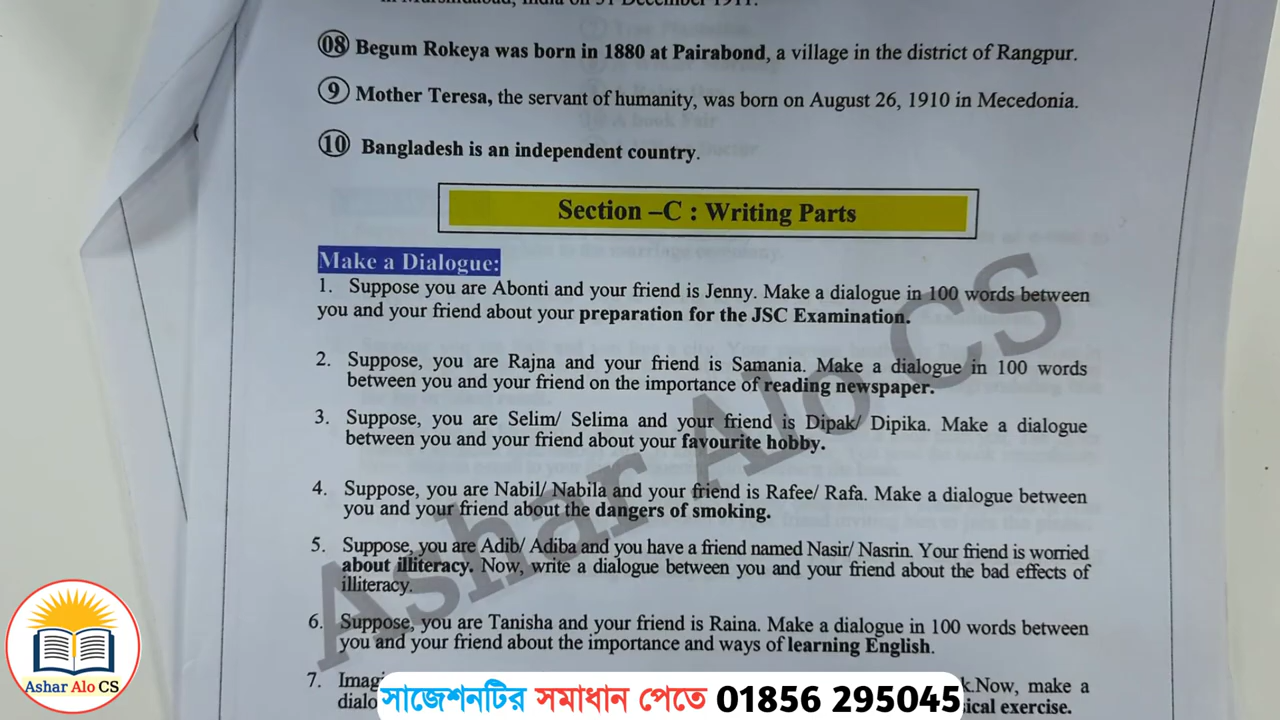 in Murshidabad, India on 31 December 1911.
08 Begum Rokeya was born in 1880 at Pairabond, a village in the district of Rangpur.
9 Mother Teresa, the servant of humanity, was born on August 26, 1910 in Mecedonia.
10 Bangladesh is an independent country.
Section –C : Writing Parts
Make a Dialogue:
1. Suppose you are Abonti and your friend is Jenny. Make a dialogue in 100 words between
you and your friend about your preparation for the JSC Examination.
2. Suppose, you are Rajna and your friend is Samania. Make a dialogue in 100 words
between you and your friend on the importance of reading newspaper.
3. Suppose, you are Selim/ Selima and your friend is Dipak/ Dipika. Make a dialogue
between you and your friend about your favourite hobby.
4. Suppose, you are Nabil/ Nabila and your friend is Rafee/ Rafa. Make a dialogue between
you and your friend about the dangers of smoking.
5. Suppose, you are Adib/ Adiba and you have a friend named Nasir/ Nasrin. Your friend is worried
about illiteracy. Now, write a dialogue between you and your friend about the bad effects of
illiteracy.
6. Suppose, you are Tanisha and your friend is Raina. Make a dialogue in 100 words between
you and your friend about the importance and ways of learning English.
7. Now, make a
exercise.
Ashar Alo CS
Ashar Alo CS
সাজেশনটির সমাধান পেতে 01856 295045